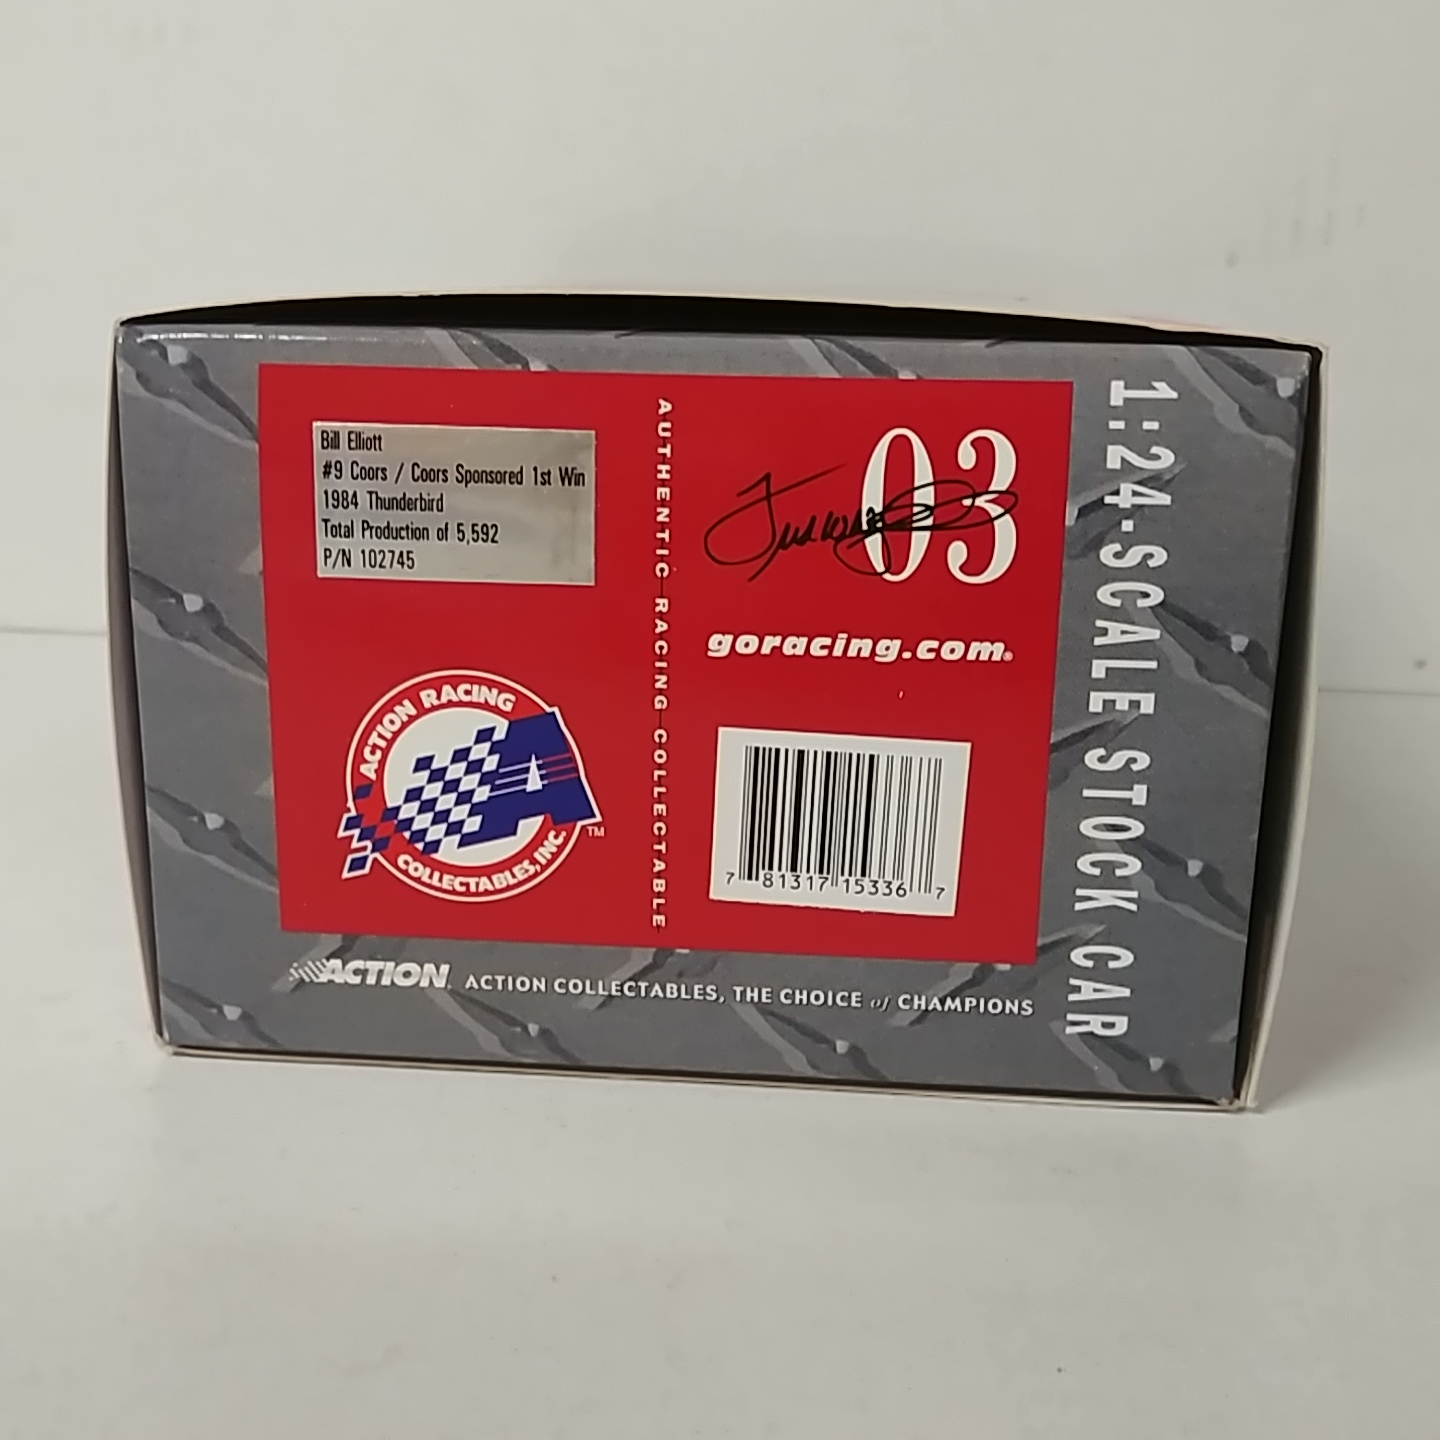 Bill Elliott
#9 Coors / Coors Sponsored 1st Win
1984 Thunderbird
Total Production of 5,592
P/N 102745
ACTION RACING
COLLECTABLES, INC.
A
TM
AUTHENTIC RACING COLLECTABLE
03
goracing.com®
7 81317 15336 7
1:24-SCALE STOCK CAR
ACTION. ACTION COLLECTABLES, THE CHOICE of CHAMPIONS